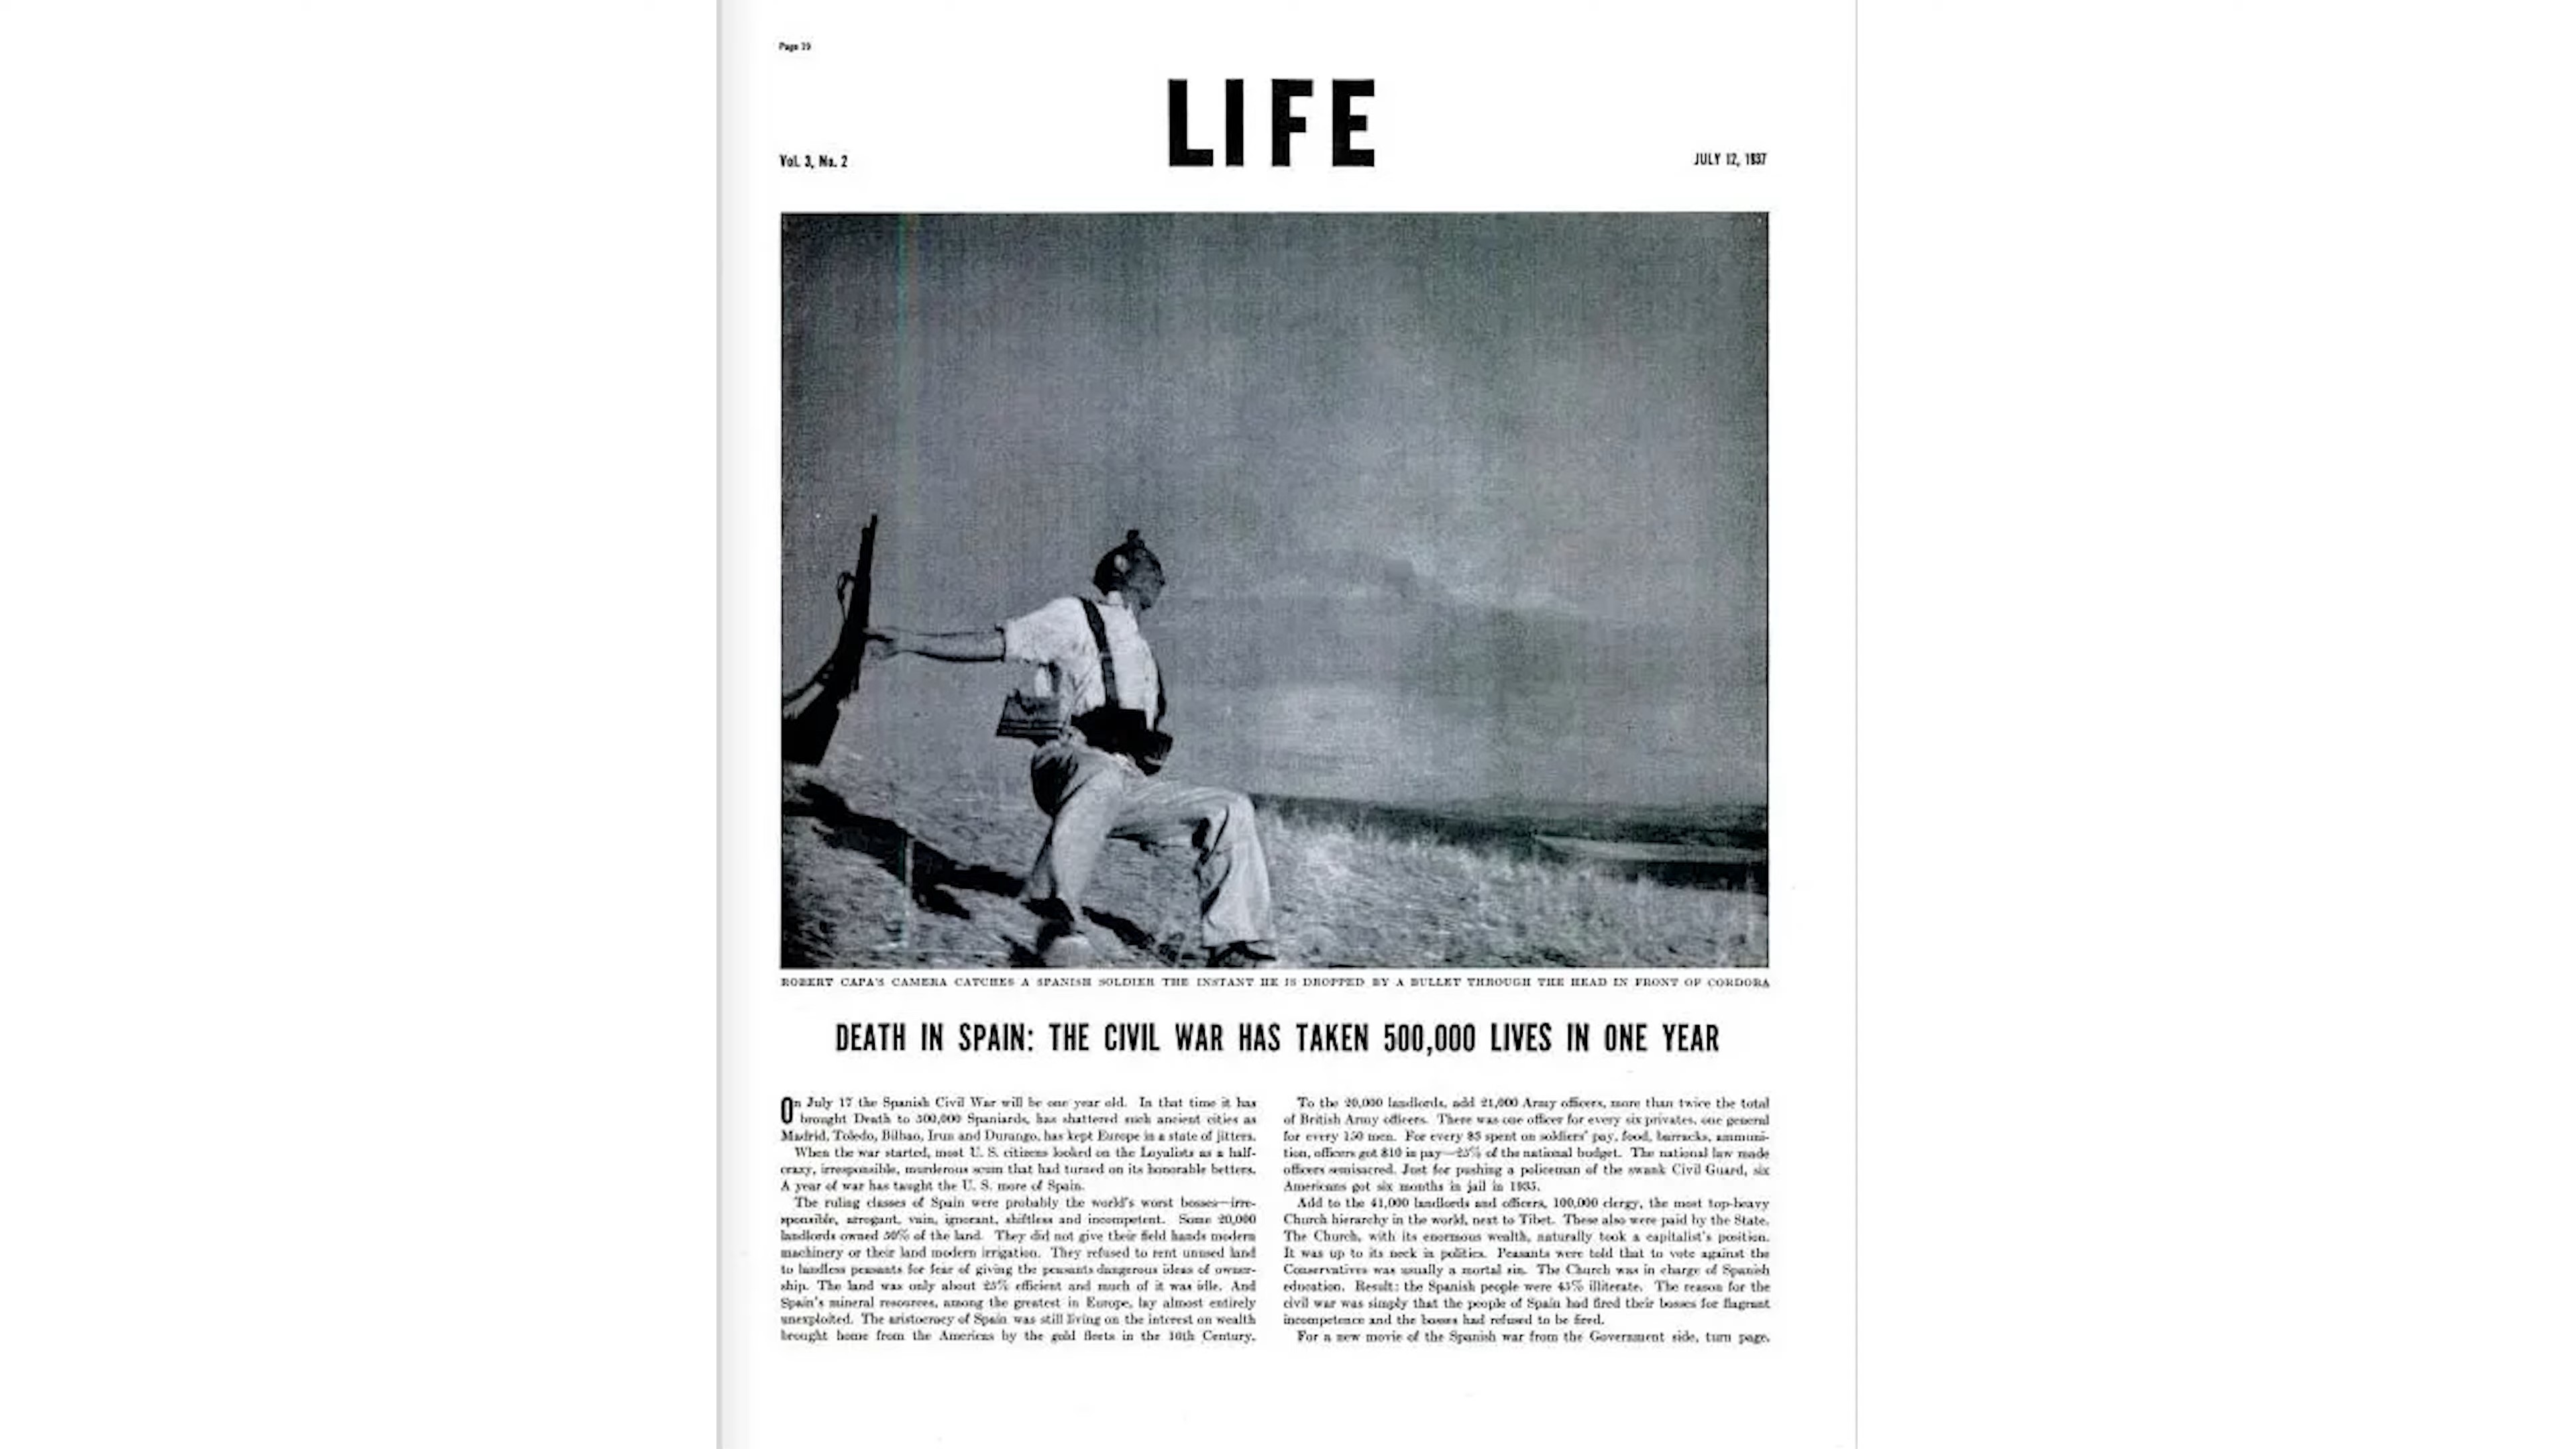 Page 19
LIFE
Vol. 3, No. 2
JULY 12, 1937
ROBERT CAPA'S CAMERA CATCHES A SPANISH SOLDIER THE INSTANT HE IS DROPPED BY A BULLET THROUGH THE HEAD IN FRONT OF CORDOBA
DEATH IN SPAIN: THE CIVIL WAR HAS TAKEN 500,000 LIVES IN ONE YEAR
On July 17 the Spanish Civil War will be one year old. In that time it has
brought Death to 500,000 Spaniards, has shattered such ancient cities as
Madrid, Toledo, Bilbao, Irun and Durango, has kept Europe in a state of jitters.
When the war started, most U. S. citizens looked on the Loyalists as a half-
crazy, irresponsible, murderous scum that had turned on its honorable betters.
A year of war has taught the U. S. more of Spain.
The ruling classes of Spain were probably the world's worst bosses—irre-
sponsible, arrogant, vain, ignorant, shiftless and incompetent. Some 20,000
landlords owned 50% of the land. They did not give their field hands modern
machinery or their land modern irrigation. They refused to rent unused land
to landless peasants for fear of giving the peasants dangerous ideas of owner-
ship. The land was only about 25% efficient and much of it was idle. And
Spain's mineral resources, among the greatest in Europe, lay almost entirely
unexploited. The aristocracy of Spain was still living on the interest on wealth
brought home from the Americas by the gold fleets in the 16th Century.
To the 20,000 landlords, add 21,000 Army officers, more than twice the total
of British Army officers. There was one officer for every six privates, one general
for every 150 men. For every $5 spent on soldiers' pay, food, barracks, ammuni-
tion, officers got $10 in pay—25% of the national budget. The national law made
officers semisacred. Just for pushing a policeman of the swank Civil Guard, six
Americans got six months in jail in 1935.
Add to the 41,000 landlords and officers, 100,000 clergy, the most top-heavy
Church hierarchy in the world, next to Tibet. These also were paid by the State.
The Church, with its enormous wealth, naturally took a capitalist's position.
It was up to its neck in politics. Peasants were told that to vote against the
Conservatives was usually a mortal sin. The Church was in charge of Spanish
education. Result: the Spanish people were 45% illiterate. The reason for the
civil war was simply that the people of Spain had fired their bosses for flagrant
incompetence and the bosses had refused to be fired.
For a new movie of the Spanish war from the Government side, turn page.